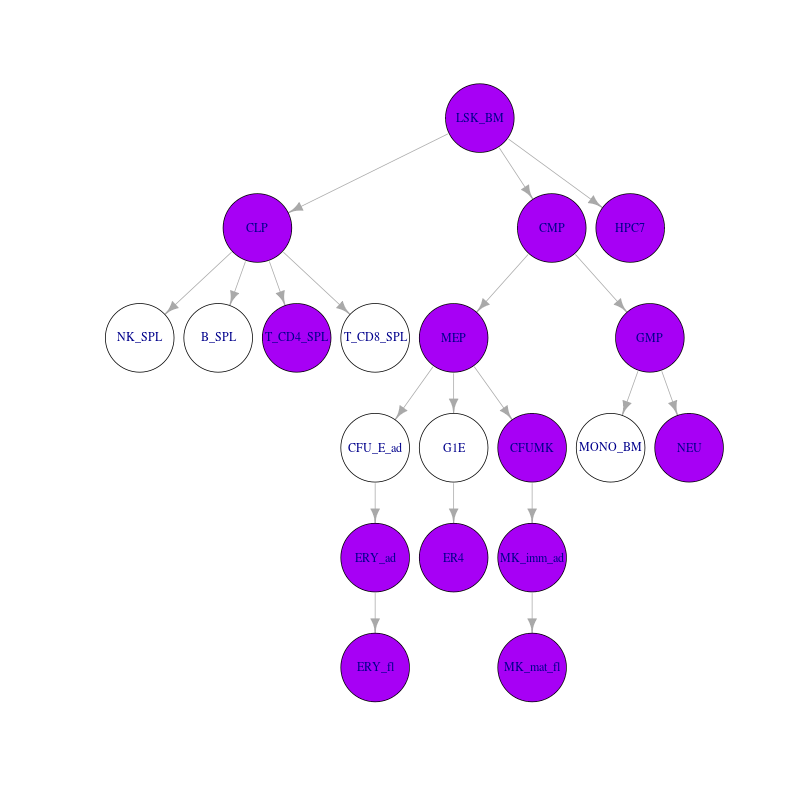 LSK_BM
CLP
CMP
HPC7
NK_SPL
B_SPL
T_CD4_SPL
T_CD8_SPL
MEP
GMP
CFU_E_ad
G1E
CFUMK
MONO_BM
NEU
ERY_ad
ER4
MK_imm_ad
ERY_fl
MK_mat_fl